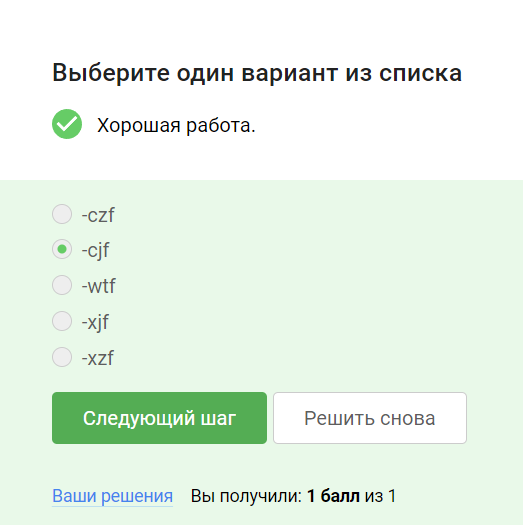 Выберите один вариант из списка
Хорошая работа.
-czf
-cjf
-wtf
-xjf
-xzf
Следующий шаг Решить снова
Ваши решения Вы получили: 1 балл из 1